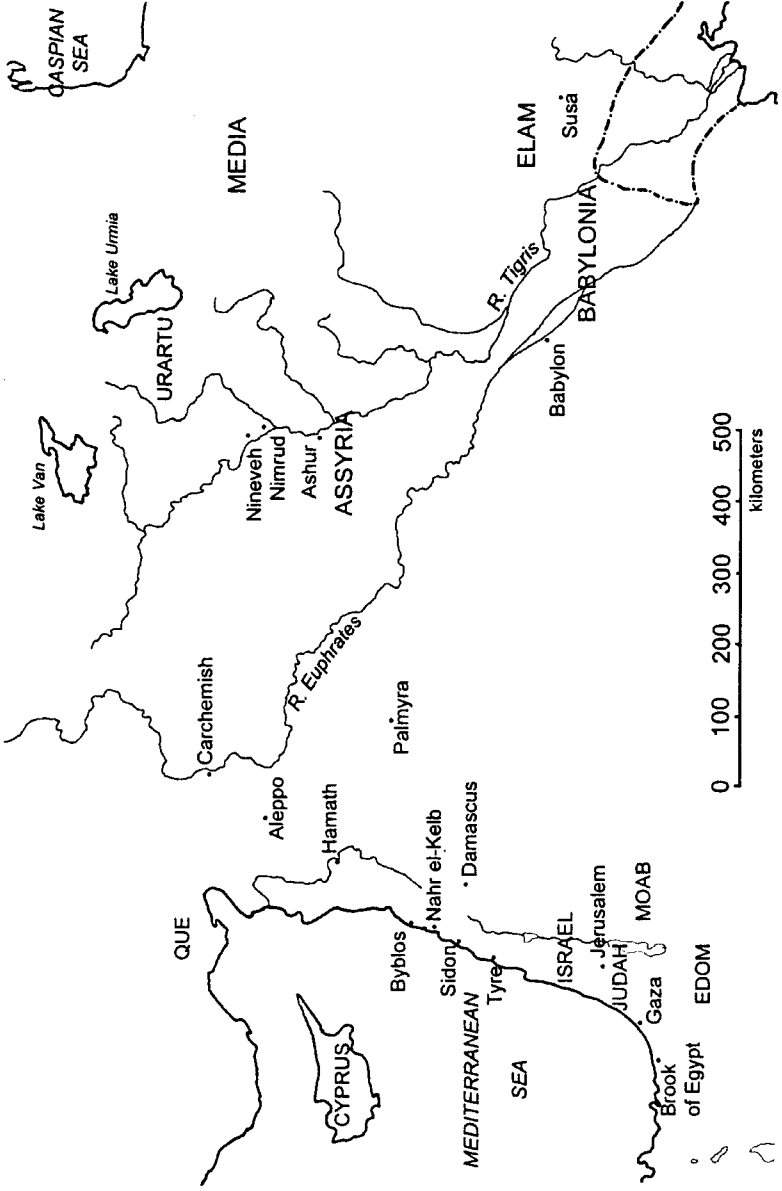 CASPIAN
SEA
Lake Van
Lake Urmia
URARTU
MEDIA
QUE
Carchemish
Nineveh
Nimrud
Ashur
ASSYRIA
Aleppo
Hamath
CYPRUS
R. Euphrates
Palmyra
Byblos
Nahr el-Kelb
Sidon
Damascus
Tyre
MEDITERRANEAN
SEA
R. Tigris
ELAM
Susa
Babylon
BABYLONIA
ISRAEL
Jerusalem
JUDAH
MOAB
Gaza
EDOM
Brook
of Egypt
0 100 200 300 400 500
kilometers